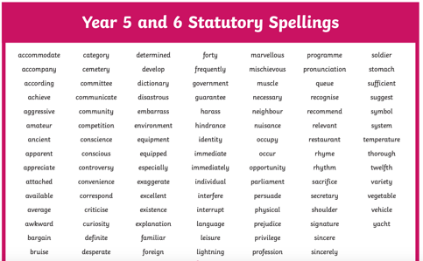 Year 5 and 6 Statutory Spellings
accommodate category determined forty marvellous programme soldier
accompany cemetery develop frequently mischievous pronunciation stomach
according committee dictionary government muscle queue sufficient
achieve communicate disastrous guarantee necessary recognise suggest
aggressive community embarrass harass neighbour recommend symbol
amateur competition environment hindrance nuisance relevant system
ancient conscience equipment identity occupy restaurant temperature
apparent conscious equipped immediate occur rhyme thorough
appreciate controversy especially immediately opportunity rhythm twelfth
attached convenience exaggerate individual parliament sacrifice variety
available correspond excellent interfere persuade secretary vegetable
average criticise existence interrupt physical shoulder vehicle
awkward curiosity explanation language prejudice signature yacht
bargain definite familiar leisure privilege sincere
bruise desperate foreign lightning profession sincerely